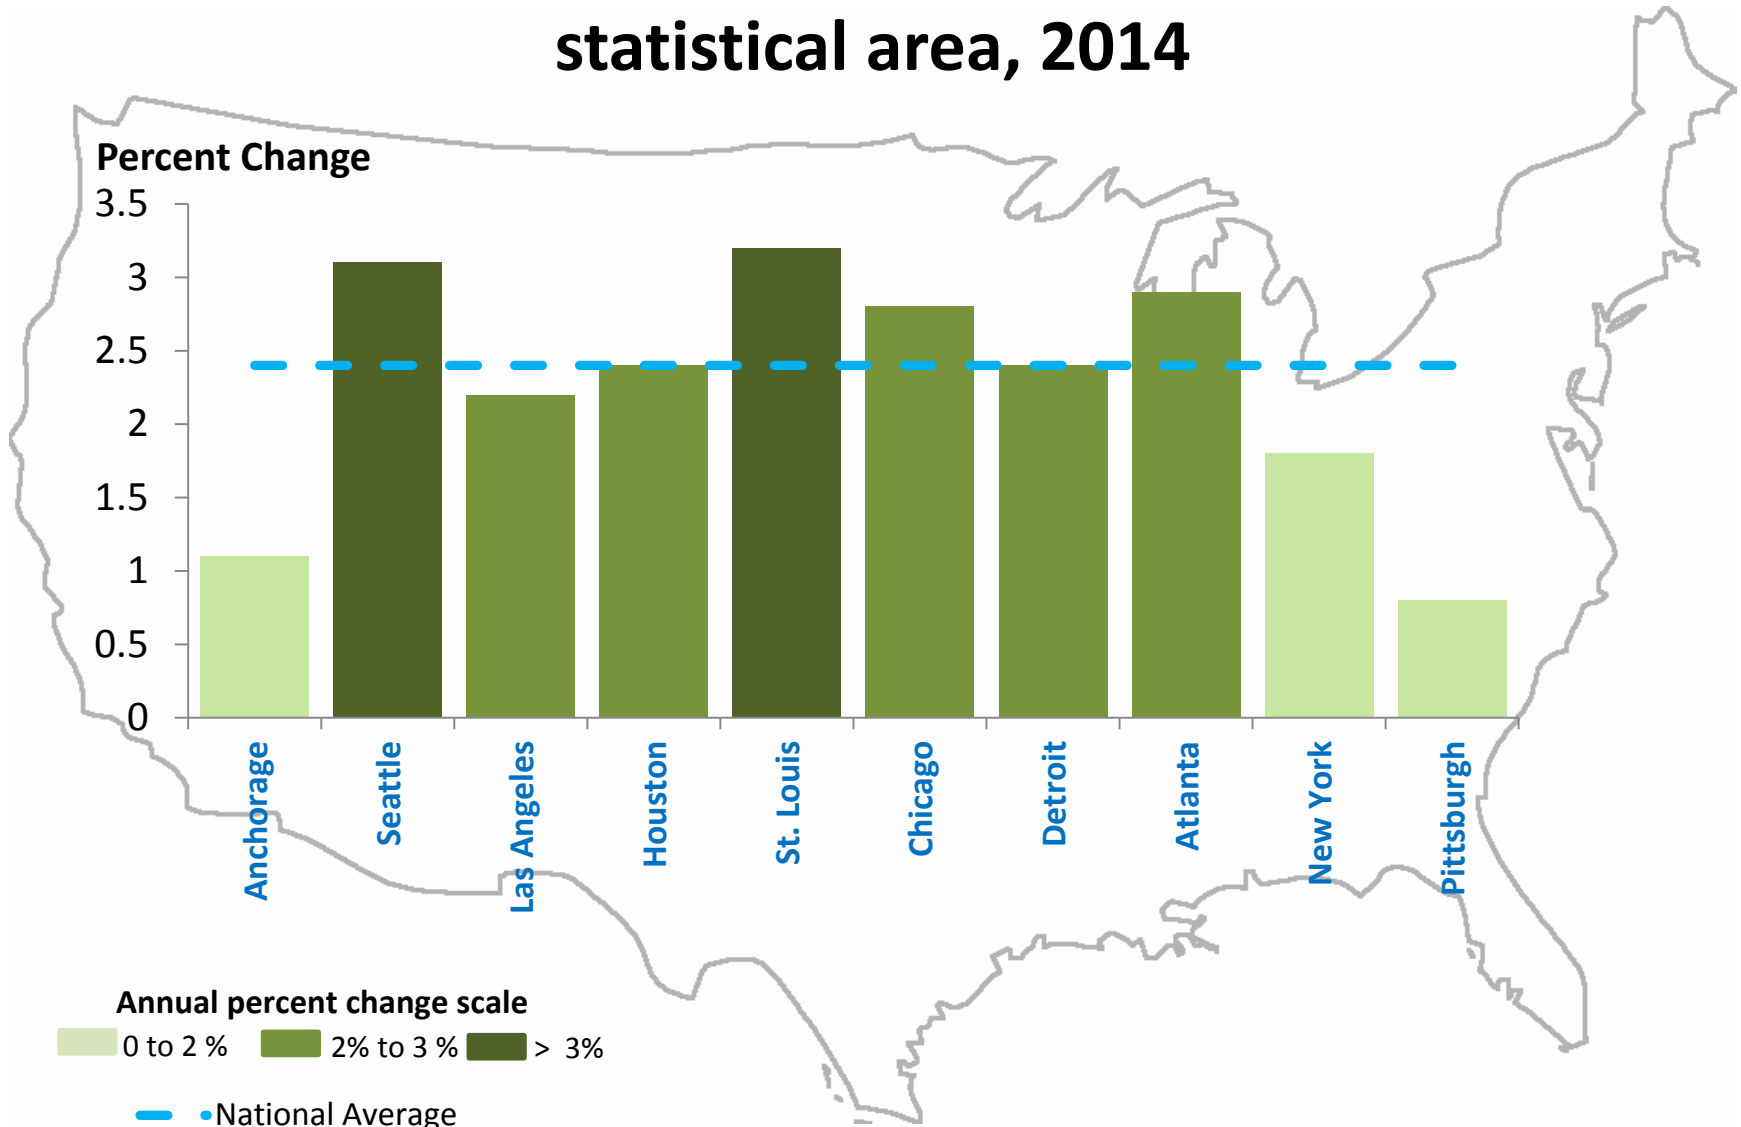 statistical area, 2014
Percent Change
3.5
3
2.5
2
1.5
1
0.5
0
Anchorage
Seattle
Las Angeles
Houston
St. Louis
Chicago
Detroit
Atlanta
New York
Pittsburgh
Annual percent change scale
0 to 2 % 2% to 3 % > 3%
National Average